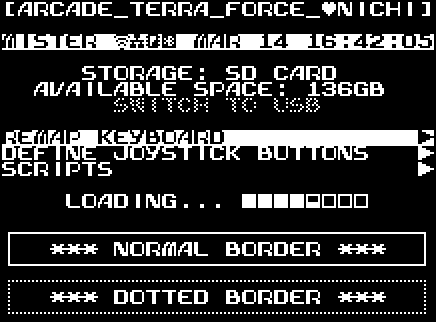 [ARCADE_TERRA_FORCE_♥NICHI]
MISTER MAR 14 16:42:05
STORAGE: SD CARD
AVAILABLE SPACE: 136GB
SWITCH TO USB
REMAP KEYBOARD ▶
DEFINE JOYSTICK BUTTONS ▶
SCRIPTS ▶
LOADING...
*** NORMAL BORDER ***
*** DOTTED BORDER ***